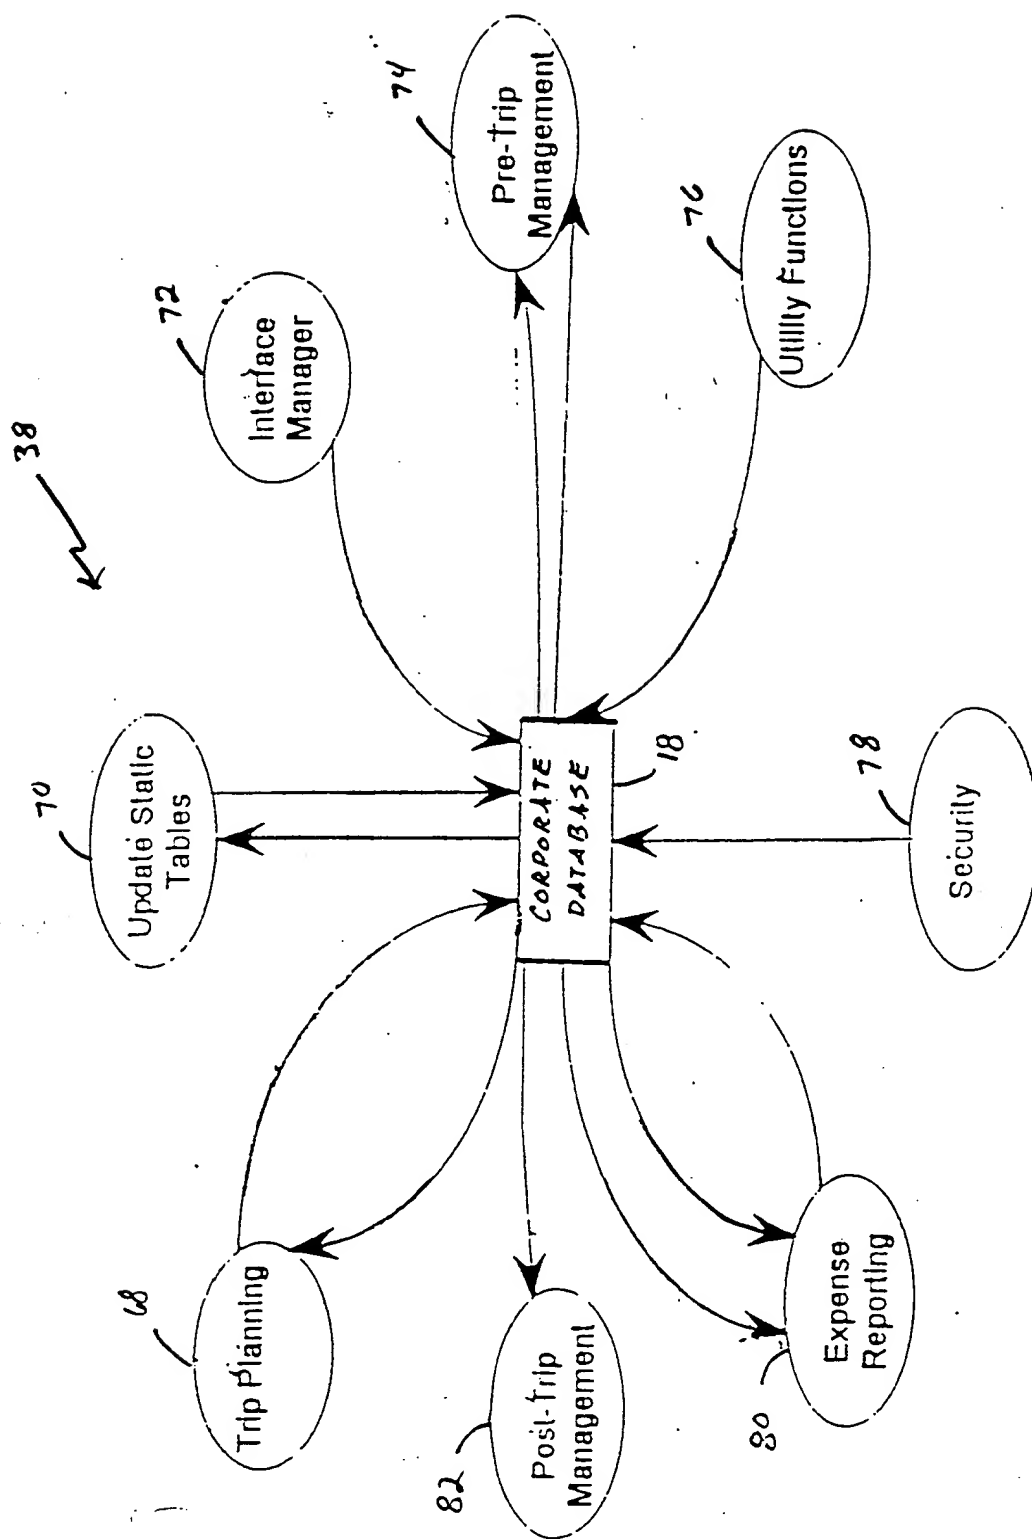 38
70
Update Static
Tables
72
Interface
Manager
68
Trip Planning
74
Pre-Trip
Management
CORPORATE
DATABASE
18
82
Post-Trip
Management
76
Utility Functions
80
Expense
Reporting
78
Security